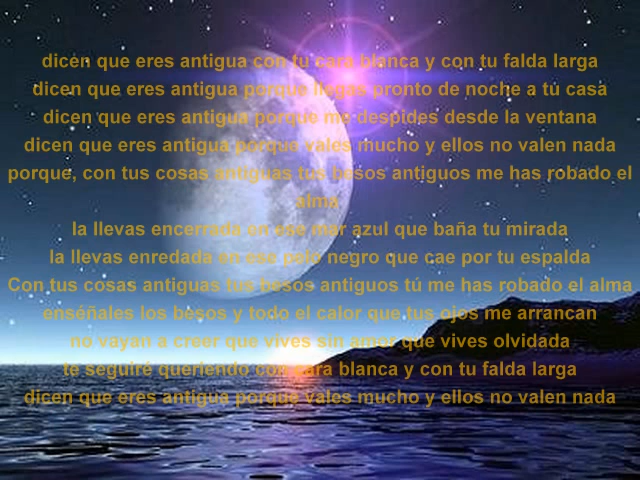 dicen que eres antigua con tu cara blanca y con tu falda larga
dicen que eres antigua porque llegas pronto de noche a tu casa
dicen que eres antigua porque me despides desde la ventana
dicen que eres antigua porque vales mucho y ellos no valen nada
porque, con tus cosas antiguas tus besos antiguos me has robado el
alma
la llevas encerrada en ese mar azul que baña tu mirada
la llevas enredada en ese pelo negro que cae por tu espalda
Con tus cosas antiguas tus besos antiguos tú me has robado el alma
enséñales los besos y todo el calor que tus ojos me arrancan
no vayan a creer que vives sin amor que vives olvidada
te seguiré queriendo con cara blanca y con tu falda larga
dicen que eres antigua porque vales mucho y ellos no valen nada